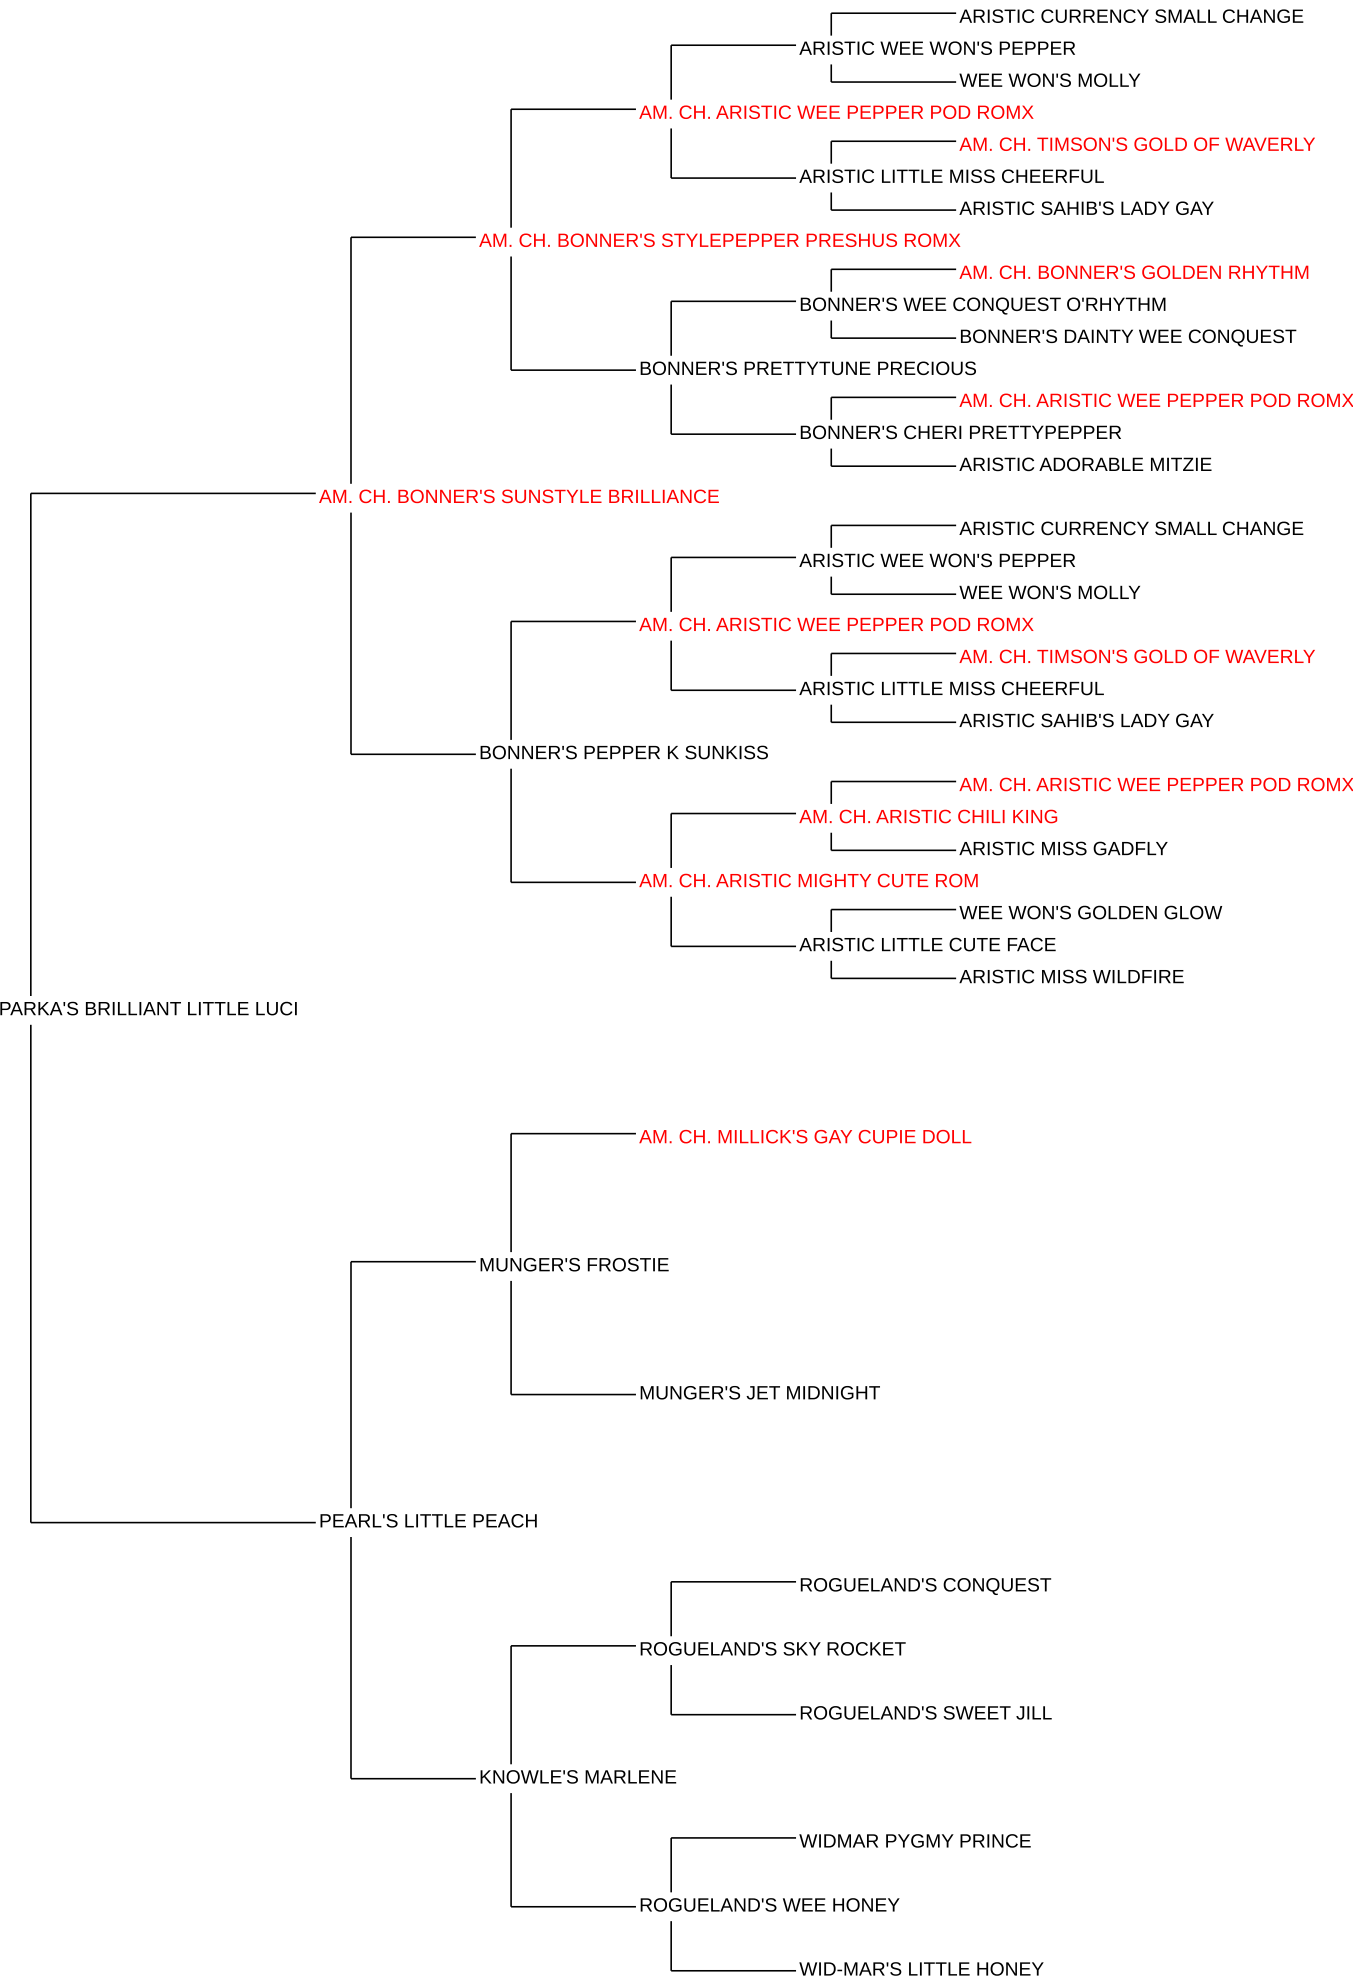 ARISTIC CURRENCY SMALL CHANGE
ARISTIC WEE WON'S PEPPER
WEE WON'S MOLLY
AM. CH. ARISTIC WEE PEPPER POD ROMX
AM. CH. TIMSON'S GOLD OF WAVERLY
ARISTIC LITTLE MISS CHEERFUL
ARISTIC SAHIB'S LADY GAY
AM. CH. BONNER'S STYLEPEPPER PRESHUS ROMX
AM. CH. BONNER'S GOLDEN RHYTHM
BONNER'S WEE CONQUEST O'RHYTHM
BONNER'S DAINTY WEE CONQUEST
BONNER'S PRETTYTUNE PRECIOUS
AM. CH. ARISTIC WEE PEPPER POD ROMX
BONNER'S CHERI PRETTYPEPPER
ARISTIC ADORABLE MITZIE
AM. CH. BONNER'S SUNSTYLE BRILLIANCE
ARISTIC CURRENCY SMALL CHANGE
ARISTIC WEE WON'S PEPPER
WEE WON'S MOLLY
AM. CH. ARISTIC WEE PEPPER POD ROMX
AM. CH. TIMSON'S GOLD OF WAVERLY
ARISTIC LITTLE MISS CHEERFUL
ARISTIC SAHIB'S LADY GAY
BONNER'S PEPPER K SUNKISS
AM. CH. ARISTIC WEE PEPPER POD ROMX
AM. CH. ARISTIC CHILI KING
ARISTIC MISS GADFLY
AM. CH. ARISTIC MIGHTY CUTE ROM
WEE WON'S GOLDEN GLOW
ARISTIC LITTLE CUTE FACE
ARISTIC MISS WILDFIRE
PARKA'S BRILLIANT LITTLE LUCI
AM. CH. MILLICK'S GAY CUPIE DOLL
MUNGER'S FROSTIE
MUNGER'S JET MIDNIGHT
PEARL'S LITTLE PEACH
ROGUELAND'S CONQUEST
ROGUELAND'S SKY ROCKET
ROGUELAND'S SWEET JILL
KNOWLE'S MARLENE
WIDMAR PYGMY PRINCE
ROGUELAND'S WEE HONEY
WID-MAR'S LITTLE HONEY